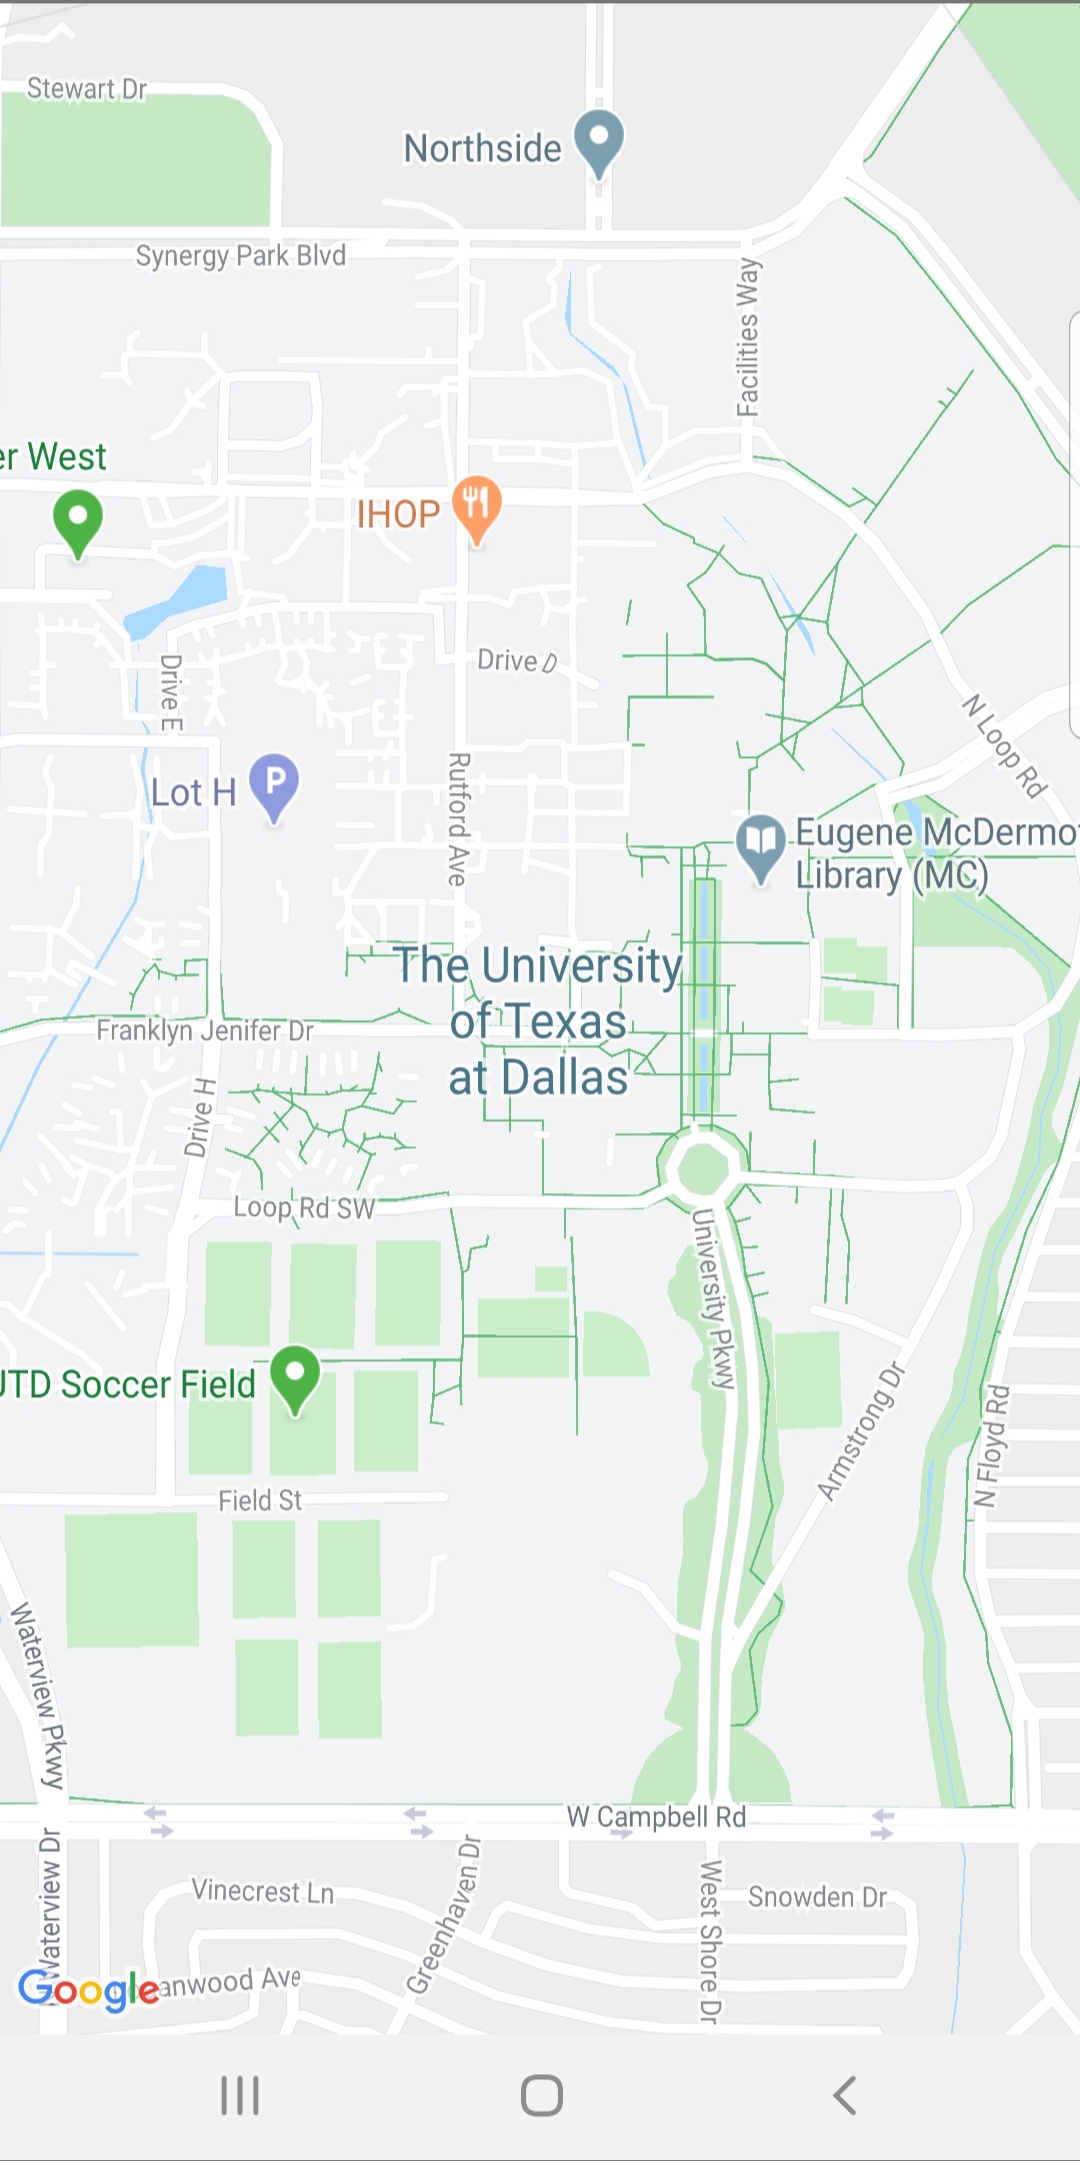 Stewart Dr
Northside
Synergy Park Blvd
Facilities Way
er West
IHOP
Drive D
Drive E
N Loop Rd
Lot H
Rutford Ave
Eugene McDermo
Library (MC)
The University
of Texas
at Dallas
Franklyn Jenifer Dr
Drive H
Loop Rd SW
University Pkwy
UTD Soccer Field
Armstrong Dr
N Floyd Rd
Field St
Waterview Pkwy
W Campbell Rd
Waterview Dr
Vinecrest Ln
Greenhaven Dr
West Shore Dr
Snowden Dr
Google
anwood Ave